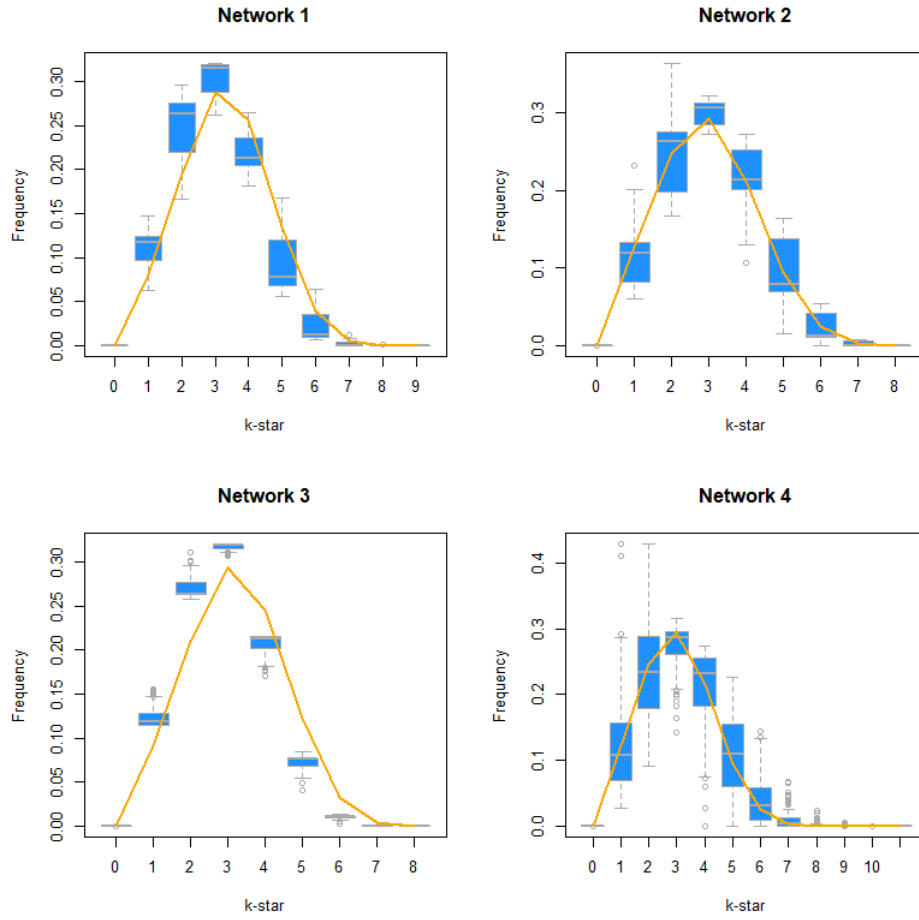 Network 1
Network 2
Frequency
0.00 0.05 0.10 0.15 0.20 0.25 0.30
0 1 2 3 4 5 6 7 8 9
k-star
Frequency
0.0 0.1 0.2 0.3
0 1 2 3 4 5 6 7 8
k-star
Network 3
Network 4
Frequency
0.00 0.05 0.10 0.15 0.20 0.25 0.30
0 1 2 3 4 5 6 7 8
k-star
Frequency
0.0 0.1 0.2 0.3 0.4
0 1 2 3 4 5 6 7 8 9 10
k-star